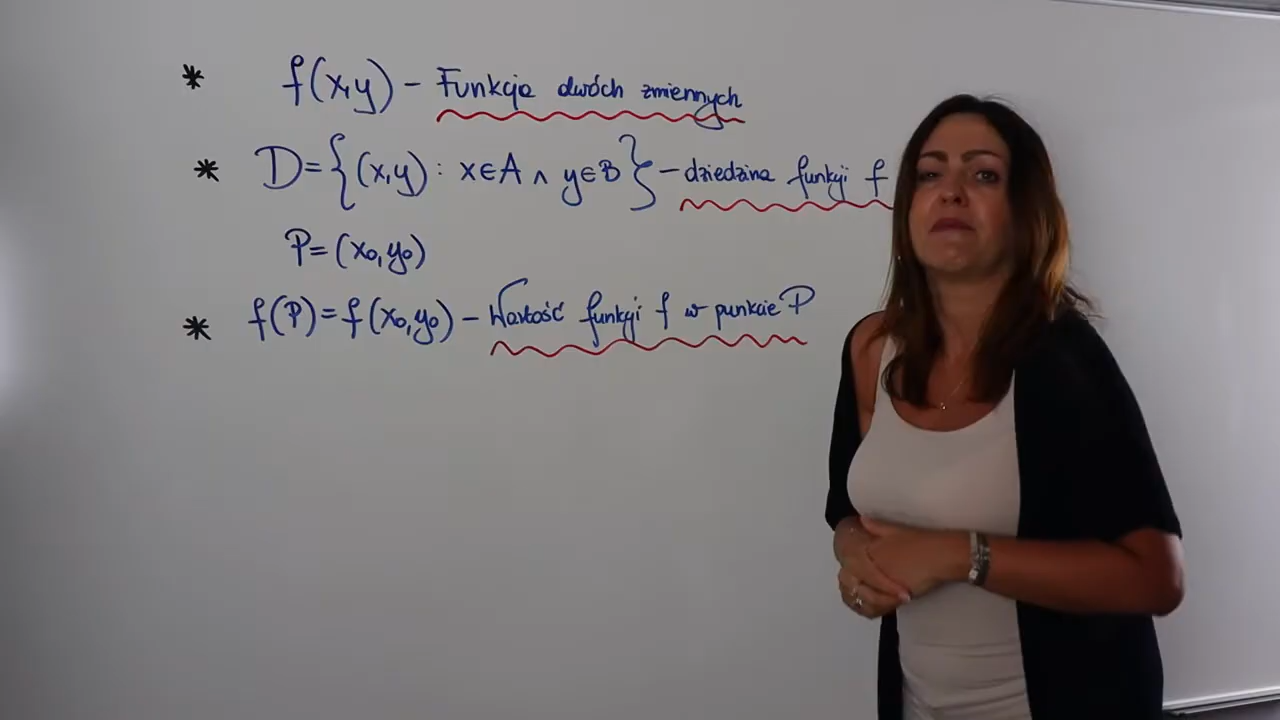 * f(x,y) – Funkcja dwóch zmiennych
* D={(x,y): x∈A ∧ y∈B} – dziedzina funkcji f
P=(x₀,y₀)
* f(P)=f(x₀,y₀) – Wartość funkcji f w punkcie P